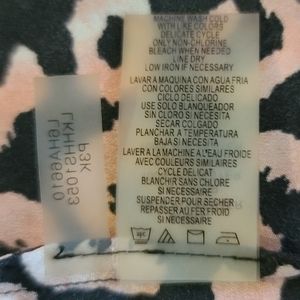 MACHINE WASH COLD
WITH LIKE COLORS
DELICATE CYCLE
ONLY NON-CHLORINE
BLEACH WHEN NEEDED
LINE DRY
LOW IRON IF NECESSARY
LAVAR A MAQUINA CON AGUA FRIA
CON COLORES SIMILARES
CICLO DELICADO
USE SOLO BLANQUEADOR
SIN CLORO SI NECESITA
SECAR COLGADO
PLANCHAR A TEMPERATURA
BAJA SI NECESITA
LAVER A LA MACHINE A L'EAU FROIDE
AVEC COULEURS SIMILAIRES
CYCLE DELICAT
BLANCHIR SANS CHLORE
SI NECESSAIRE
SUSPENDRE POUR SECHER
REPASSER AU FER FROID
SI NECESSAIRE
P3K